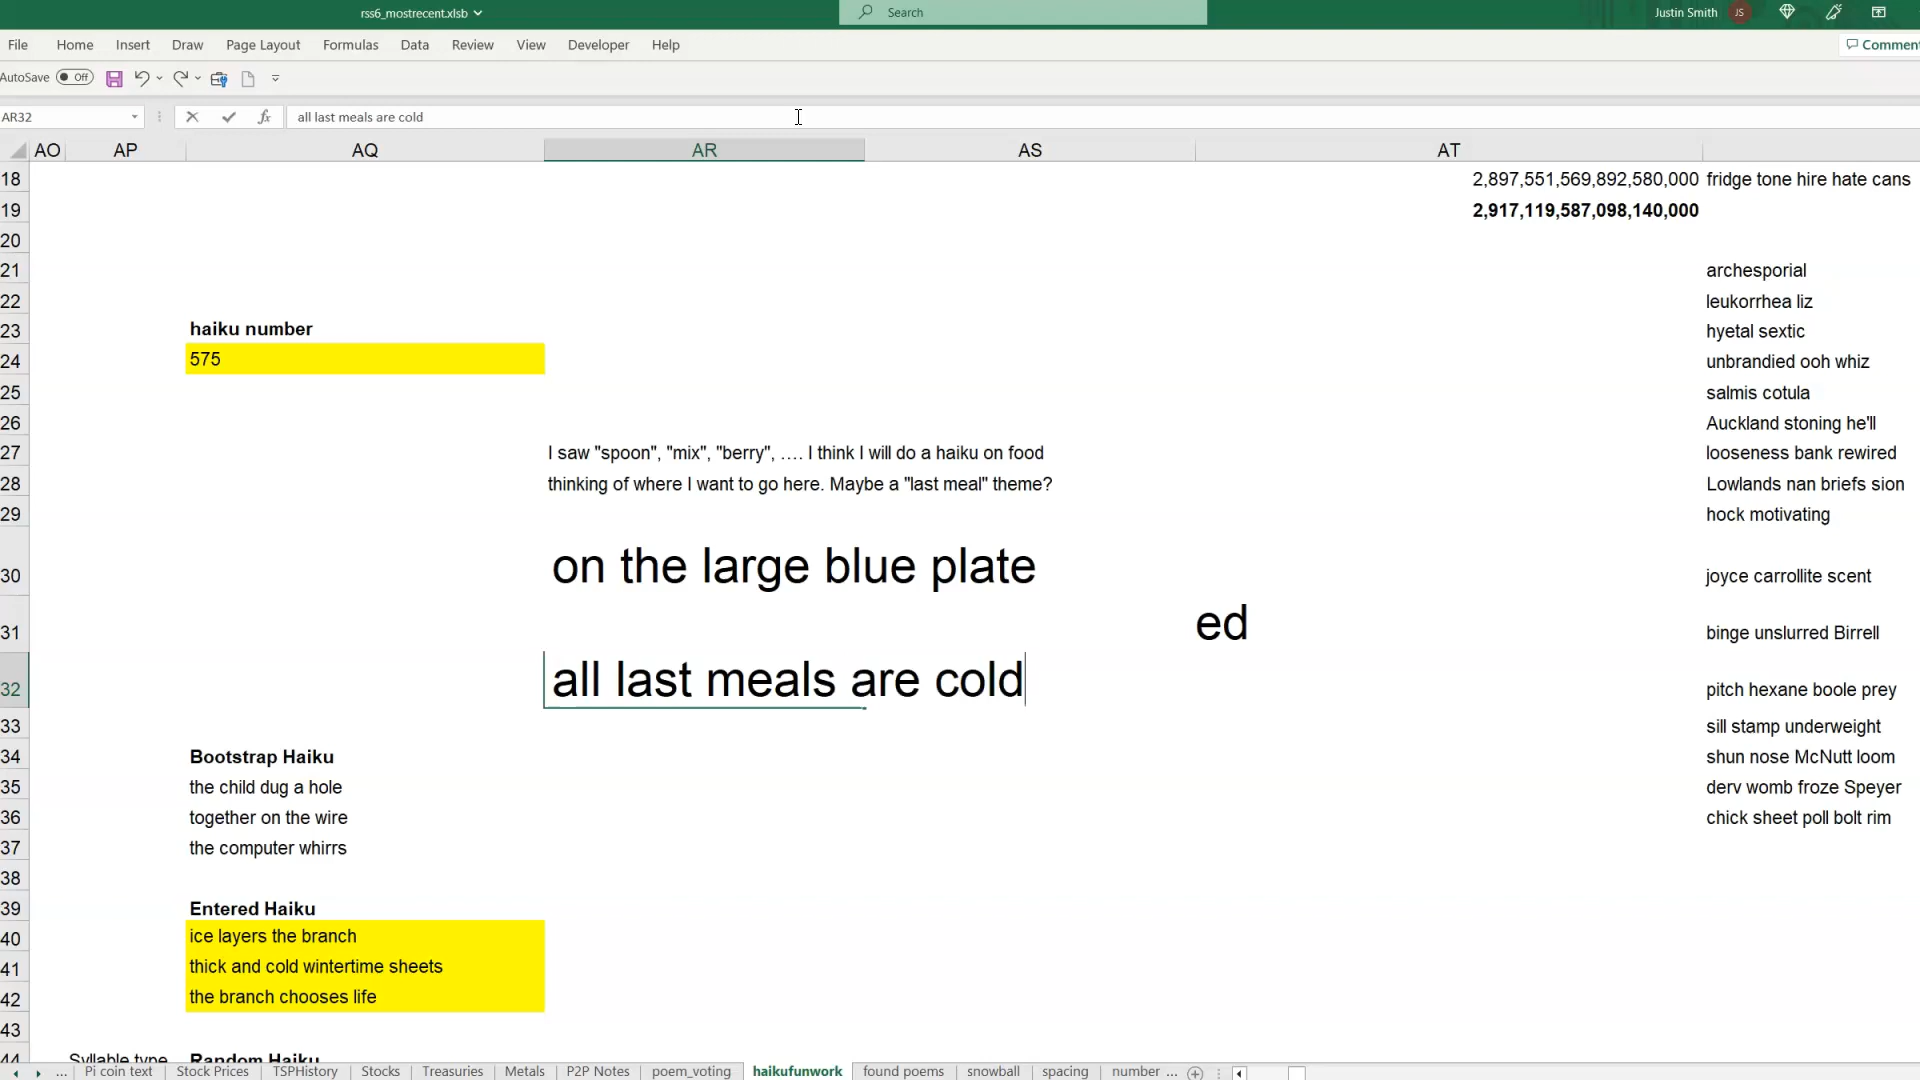 rss6_mostrecent.xlsb
Search
Justin Smith JS
File Home Insert Draw Page Layout Formulas Data Review View Developer Help
Comment
AutoSave Off
AR32 fx all last meals are cold
AO AP AQ AR AS AT
18 2,897,551,569,892,580,000 fridge tone hire hate cans
19 2,917,119,587,098,140,000
20
21 archesporial
22 leukorrhea liz
23 haiku number hyetal sextic
24 575 unbrandied ooh whiz
25 salmis cotula
26 Auckland stoning he'll
27 I saw "spoon", "mix", "berry", .... I think I will do a haiku on food looseness bank rewired
28 thinking of where I want to go here. Maybe a "last meal" theme? Lowlands nan briefs sion
29 hock motivating
30 on the large blue plate joyce carrollite scent
31 ed binge unslurred Birrell
32 all last meals are cold pitch hexane boole prey
33 sill stamp underweight
34 Bootstrap Haiku shun nose McNutt loom
35 the child dug a hole derv womb froze Speyer
36 together on the wire chick sheet poll bolt rim
37 the computer whirrs
38
39 Entered Haiku
40 ice layers the branch
41 thick and cold wintertime sheets
42 the branch chooses life
43
44 Syllable type Random Haiku
... Pi coin text Stock Prices TSPHistory Stocks Treasuries Metals P2P Notes poem_voting haikufunwork found poems snowball spacing number ...